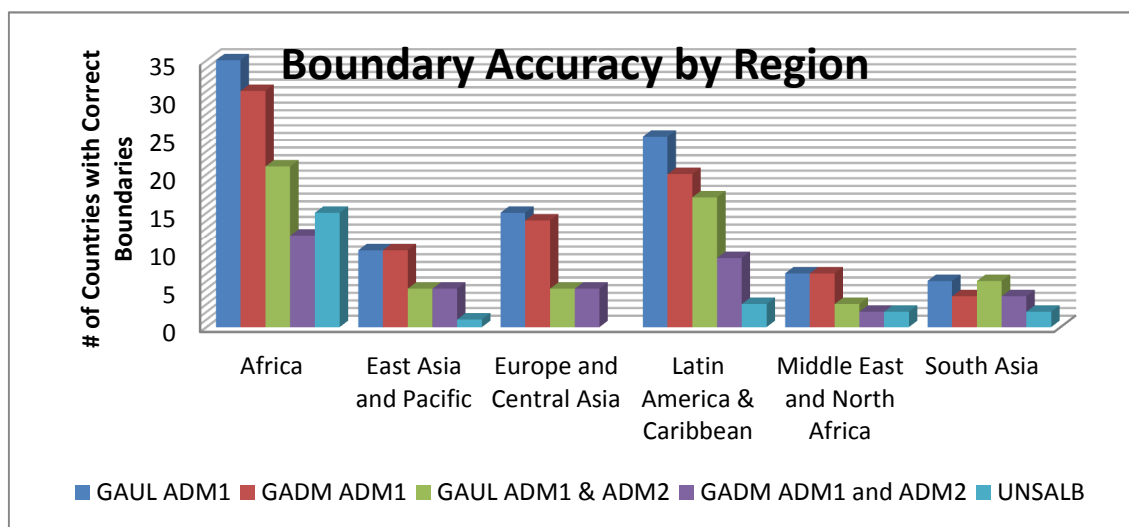 Boundary Accuracy by Region
# of Countries with Correct
Boundaries
35
30
25
20
15
10
5
0
Africa
East Asia
and Pacific
Europe and
Central Asia
Latin
America &
Caribbean
Middle East
and North
Africa
South Asia
GAUL ADM1 GADM ADM1 GAUL ADM1 & ADM2 GADM ADM1 and ADM2 UNSALB